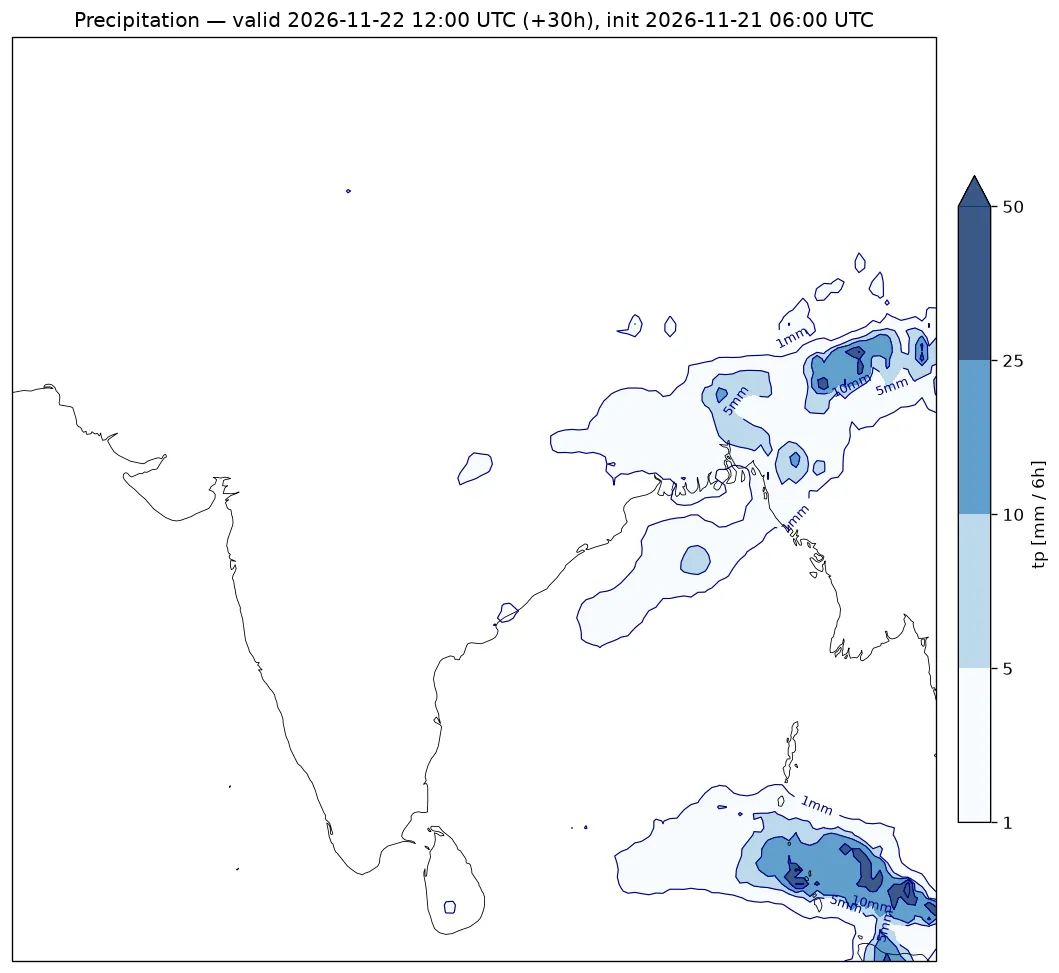 Precipitation — valid 2026-11-22 12:00 UTC (+30h), init 2026-11-21 06:00 UTC
50
25
10
5
1
tp [mm / 6h]
1mm
10mm
5mm
5mm
1mm
1mm
5mm
10mm
5mm